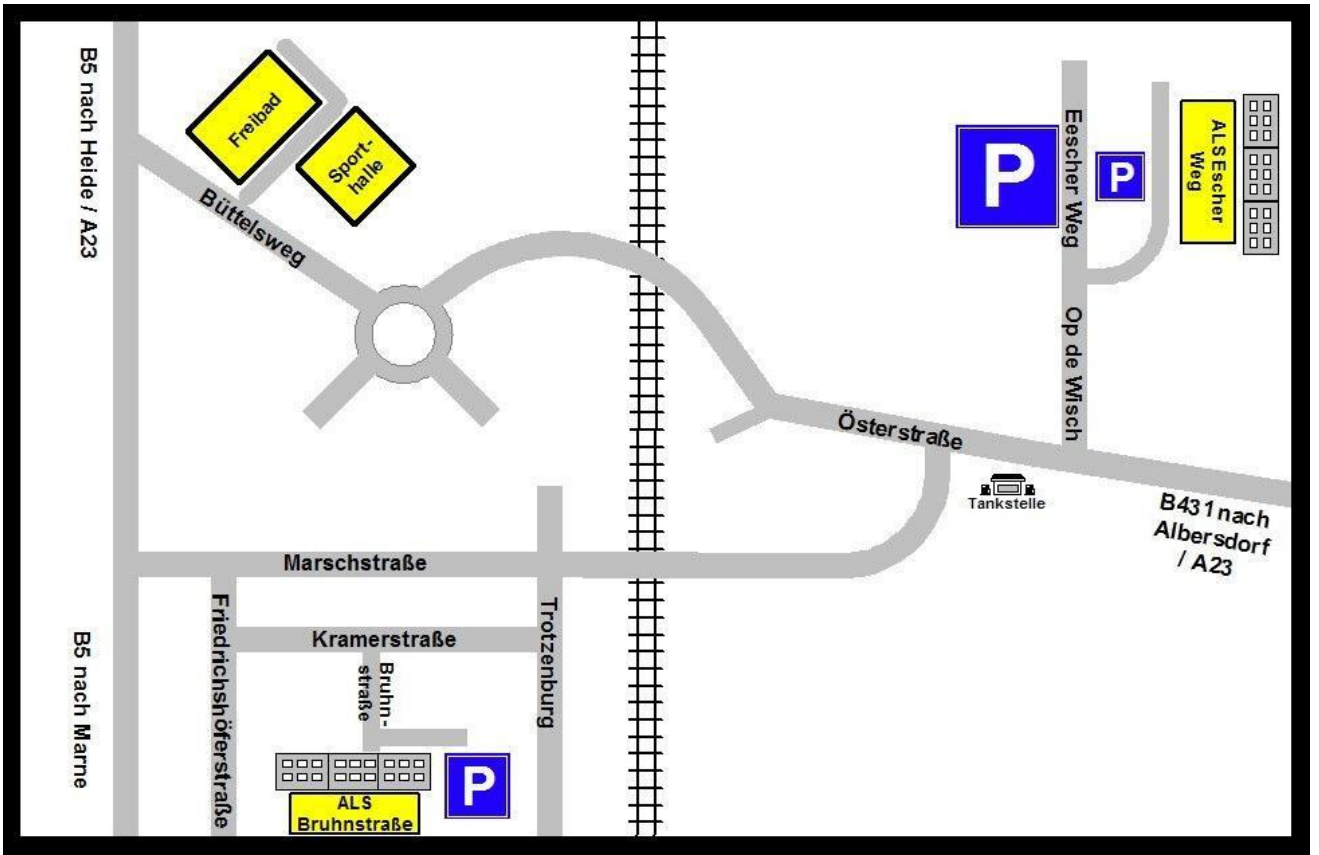 B5 nach Heide / A23
Freibad
Sport-
halle
Büttelsweg
P
Eescher Weg
P
ALS Escher
Weg
Op de Wisch
Österstraße
Tankstelle
B431 nach
Albersdorf
/ A23
Marschstraße
Friedrichshöferstraße
Kramerstraße
Trotzenburg
Bruhn-
straße
B5 nach Marne
P
ALS
Bruhnstraße